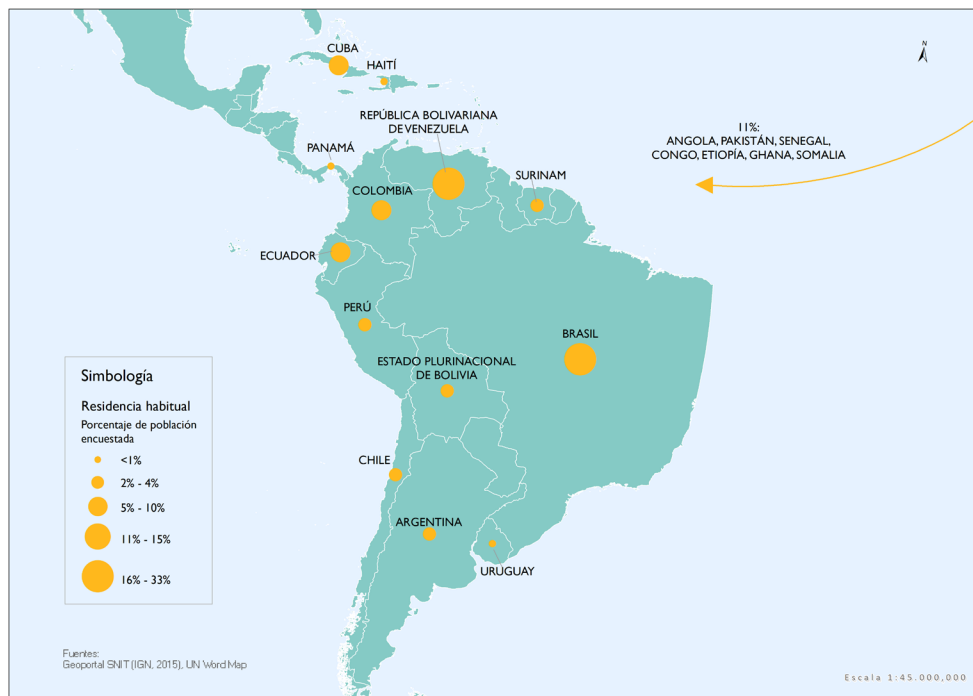 CUBA
HAITÍ
N
REPÚBLICA BOLIVARIANA
DE VENEZUELA
11%:
ANGOLA, PAKISTÁN, SENEGAL,
CONGO, ETIOPÍA, GHANA, SOMALIA
PANAMÁ
SURINAM
COLOMBIA
ECUADOR
PERÚ
BRASIL
ESTADO PLURINACIONAL
DE BOLIVIA
CHILE
ARGENTINA
URUGUAY
Simbología
Residencia habitual
Porcentaje de población
encuestada
<1%
2% - 4%
5% - 10%
11% - 15%
16% - 33%
Fuentes:
Geoportal SNIT (IGN, 2015), UN Word Map
Escala 1:45.000,000